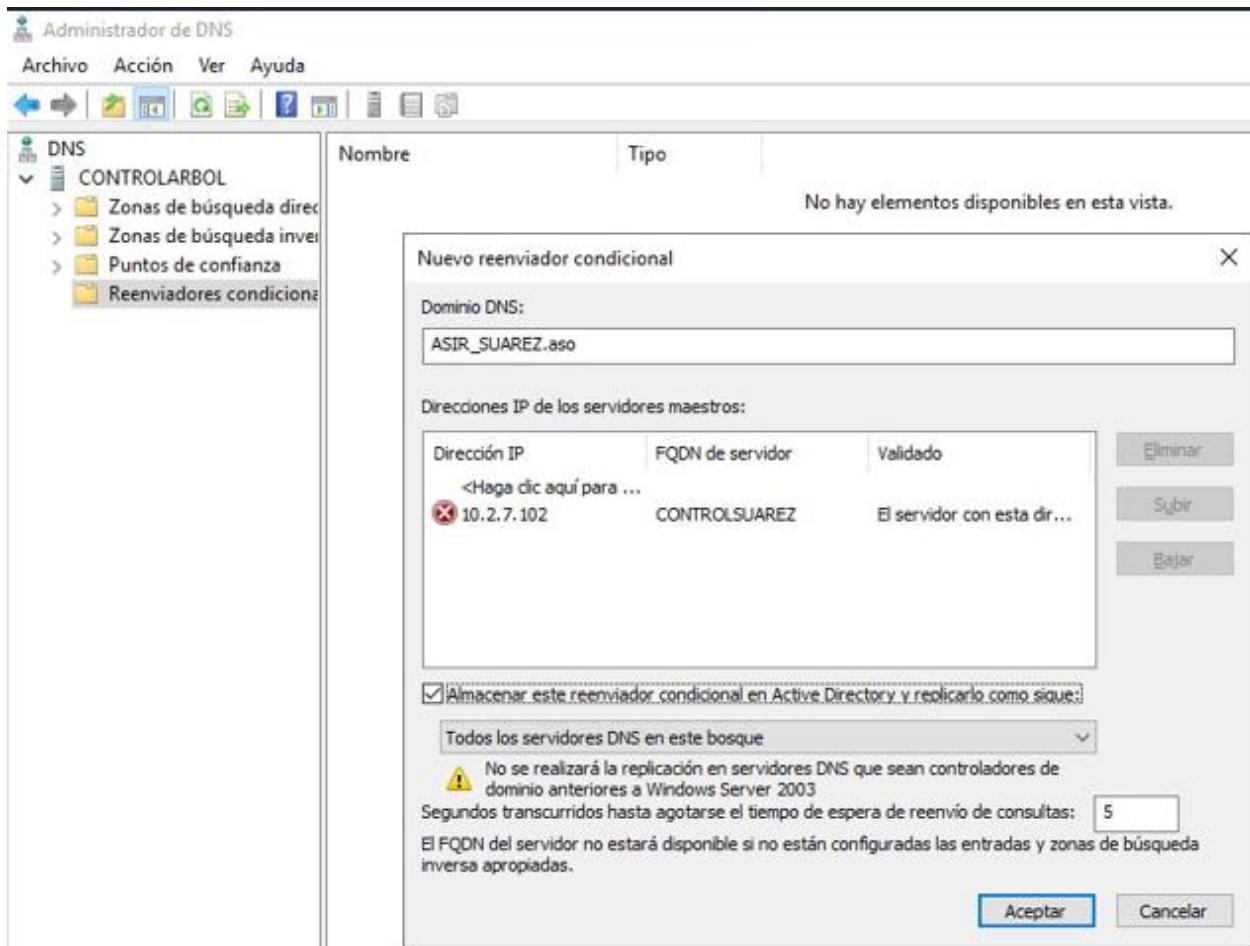 Administrador de DNS
Archivo Acción Ver Ayuda
DNS
CONTROLARBOL
Zonas de búsqueda direc
Zonas de búsqueda inver
Puntos de confianza
Reenviadores condiciona
Nombre Tipo
No hay elementos disponibles en esta vista.
Nuevo reenviador condicional
Dominio DNS:
ASIR_SUAREZ.aso
Direcciones IP de los servidores maestros:
Dirección IP FQDN de servidor Validado
<Haga clic aquí para ...
10.2.7.102 CONTROLSUAREZ El servidor con esta dir...
Eliminar
Subir
Bajar
Almacenar este reenviador condicional en Active Directory y replicarlo como sigue:
Todos los servidores DNS en este bosque
No se realizará la replicación en servidores DNS que sean controladores de
dominio anteriores a Windows Server 2003
Segundos transcurridos hasta agotarse el tiempo de espera de reenvío de consultas: 5
El FQDN del servidor no estará disponible si no están configuradas las entradas y zonas de búsqueda
inversa apropiadas.
Aceptar Cancelar